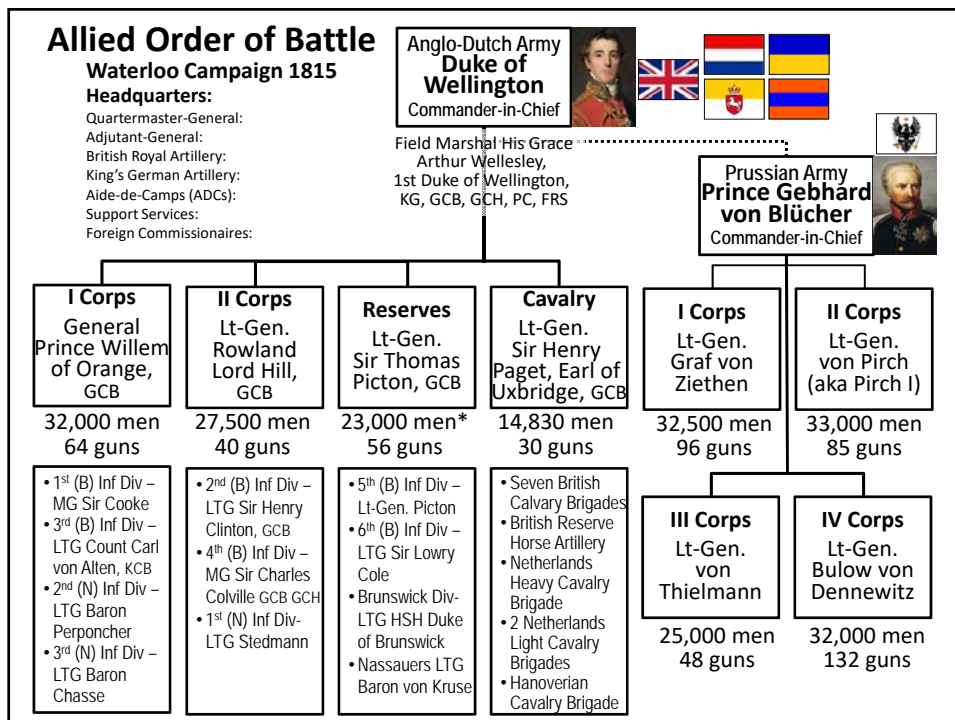 Allied Order of Battle
Waterloo Campaign 1815
Headquarters:
Quartermaster-General:
Adjutant-General:
British Royal Artillery:
King's German Artillery:
Aide-de-Camps (ADCs):
Support Services:
Foreign Commissionaires:
Anglo-Dutch Army
Duke of
Wellington
Commander-in-Chief
Field Marshal His Grace
Arthur Wellesley,
1st Duke of Wellington,
KG, GCB, GCH, PC, FRS
Prussian Army
Prince Gebhard
von Blücher
Commander-in-Chief
I Corps
General
Prince Willem
of Orange,
GCB
32,000 men
64 guns
• 1st (B) Inf Div –
MG Sir Cooke
• 3rd (B) Inf Div –
LTG Count Carl
von Alten, KCB
• 2nd (N) Inf Div –
LTG Baron
Perponcher
• 3rd (N) Inf Div –
LTG Baron
Chasse
II Corps
Lt-Gen.
Rowland
Lord Hill,
GCB
27,500 men
40 guns
• 2nd (B) Inf Div –
LTG Sir Henry
Clinton, GCB
• 4th (B) Inf Div –
MG Sir Charles
Colville GCB GCH
• 1st (N) Inf Div-
LTG Stedmann
Reserves
Lt-Gen.
Sir Thomas
Picton, GCB
23,000 men*
56 guns
• 5th (B) Inf Div –
Lt-Gen. Picton
• 6th (B) Inf Div –
LTG Sir Lowry
Cole
• Brunswick Div-
LTG HSH Duke
of Brunswick
• Nassauers LTG
Baron von Kruse
Cavalry
Lt-Gen.
Sir Henry
Paget, Earl of
Uxbridge, GCB
14,830 men
30 guns
• Seven British
Calvary Brigades
• British Reserve
Horse Artillery
• Netherlands
Heavy Cavalry
Brigade
• 2 Netherlands
Light Cavalry
Brigades
• Hanoverian
Cavalry Brigade
I Corps
Lt-Gen.
Graf von
Ziethen
32,500 men
96 guns
II Corps
Lt-Gen.
von Pirch
(aka Pirch I)
33,000 men
85 guns
III Corps
Lt-Gen.
von
Thielmann
25,000 men
48 guns
IV Corps
Lt-Gen.
Bulow von
Dennewitz
32,000 men
132 guns